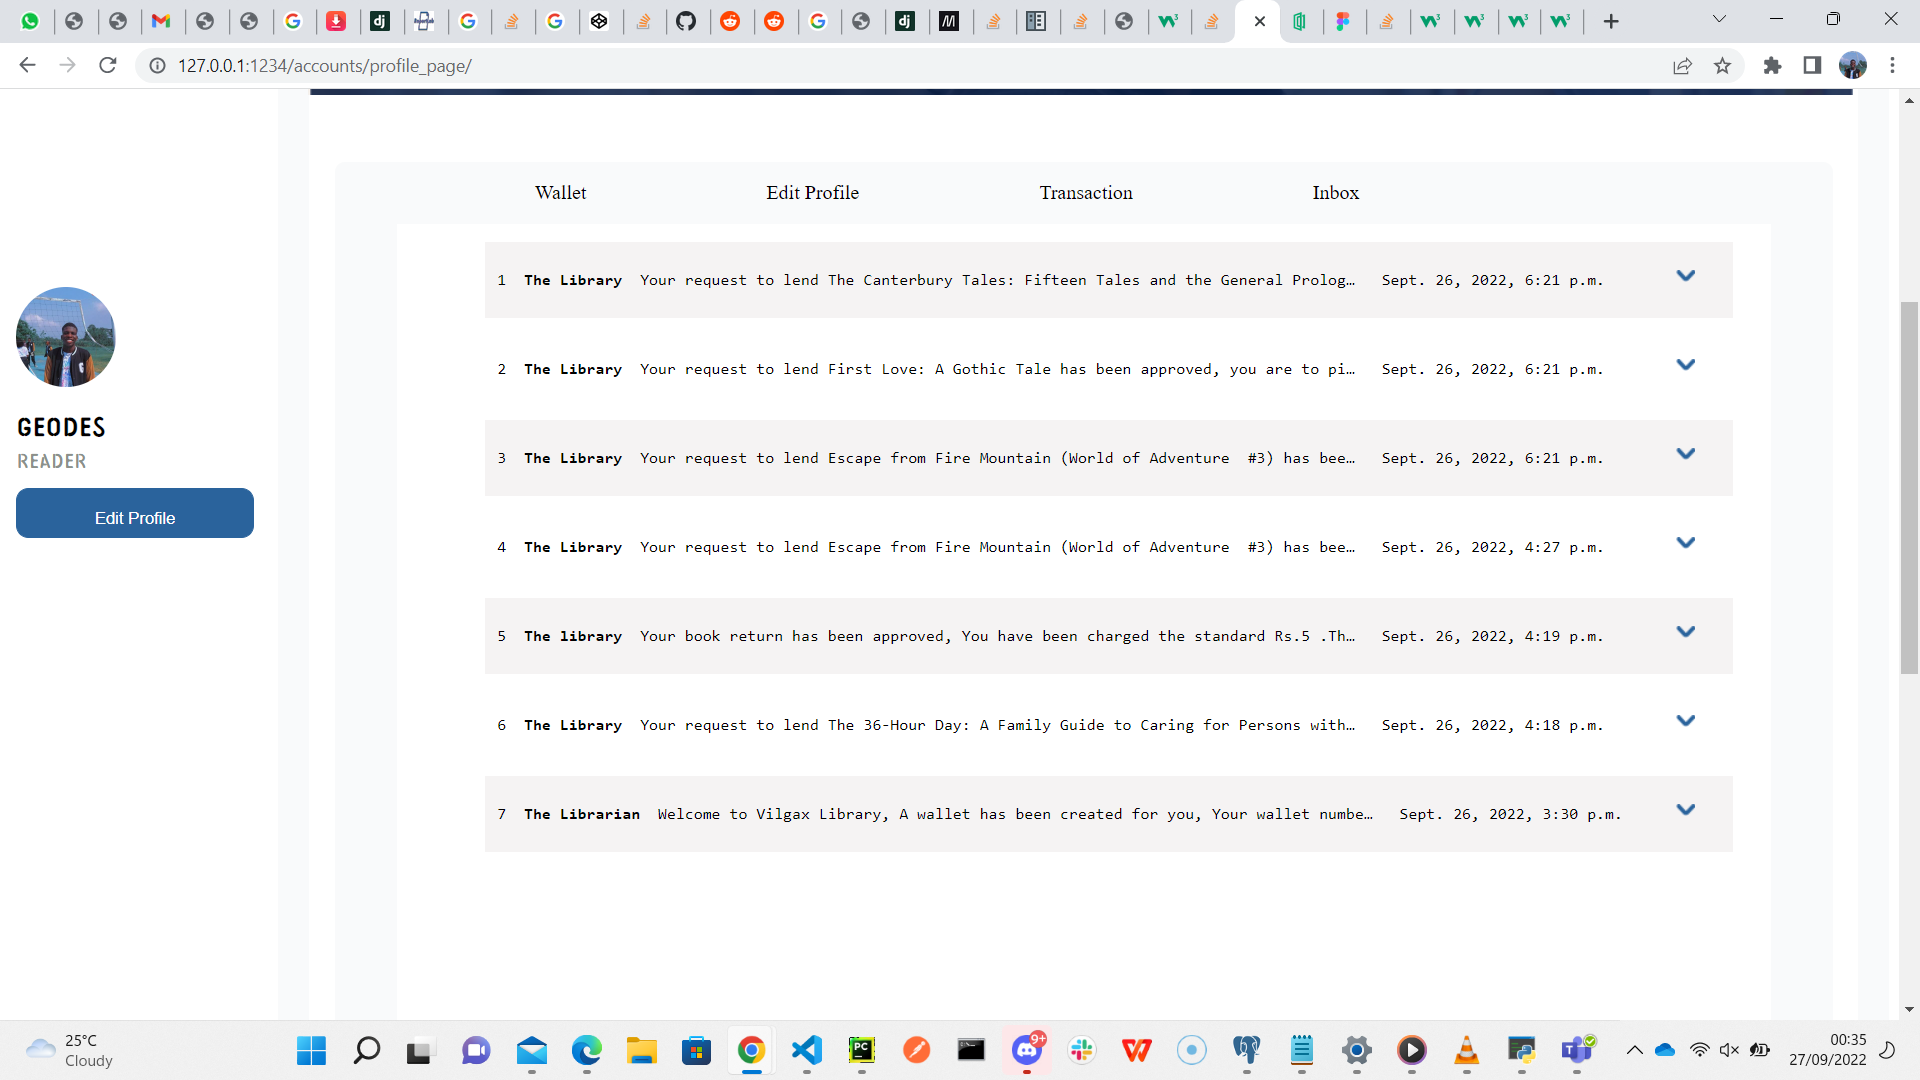 127.0.0.1:1234/accounts/profile_page/
Wallet Edit Profile Transaction Inbox
1 The Library Your request to lend The Canterbury Tales: Fifteen Tales and the General Prolog… Sept. 26, 2022, 6:21 p.m.
2 The Library Your request to lend First Love: A Gothic Tale has been approved, you are to pi… Sept. 26, 2022, 6:21 p.m.
3 The Library Your request to lend Escape from Fire Mountain (World of Adventure #3) has bee… Sept. 26, 2022, 6:21 p.m.
4 The Library Your request to lend Escape from Fire Mountain (World of Adventure #3) has bee… Sept. 26, 2022, 4:27 p.m.
5 The library Your book return has been approved, You have been charged the standard Rs.5 .Th… Sept. 26, 2022, 4:19 p.m.
6 The Library Your request to lend The 36-Hour Day: A Family Guide to Caring for Persons with… Sept. 26, 2022, 4:18 p.m.
7 The Librarian Welcome to Vilgax Library, A wallet has been created for you, Your wallet numbe… Sept. 26, 2022, 3:30 p.m.
GEODES
READER
Edit Profile
25°C
Cloudy
9+
00:35
27/09/2022